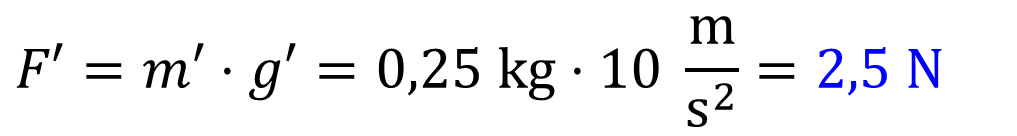 F′ = m′ · g′ = 0,25 kg · 10 m/s² = 2,5 N